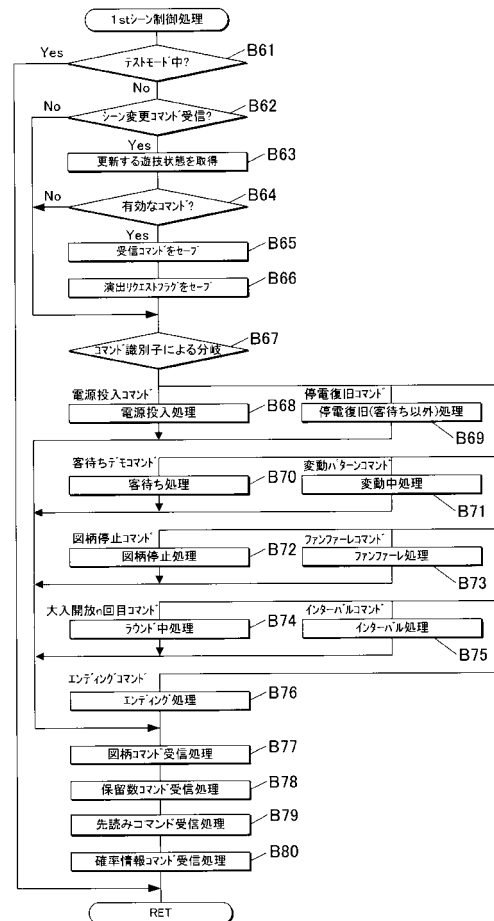 1stシーン制御処理
B61
Yes
テストモード中?
No
B62
No
シーン変更コマンド受信?
Yes
B63
更新する遊技状態を取得
B64
No
有効なコマンド?
Yes
B65
受信コマンドをセーブ
B66
演出リクエストフラグをセーブ
B67
コマンド識別子による分岐
電源投入コマンド
電源投入処理
B68
停電復旧コマンド
停電復旧(客待ち以外)処理
B69
客待ちデモコマンド
客待ち処理
B70
変動パターンコマンド
変動中処理
B71
図柄停止コマンド
図柄停止処理
B72
ファンファーレコマンド
ファンファーレ処理
B73
大入開放n回目コマンド
ラウンド中処理
B74
インターバルコマンド
インターバル処理
B75
エンディングコマンド
エンディング処理
B76
図柄コマンド受信処理
B77
保留数コマンド受信処理
B78
先読みコマンド受信処理
B79
確率情報コマンド受信処理
B80
RET